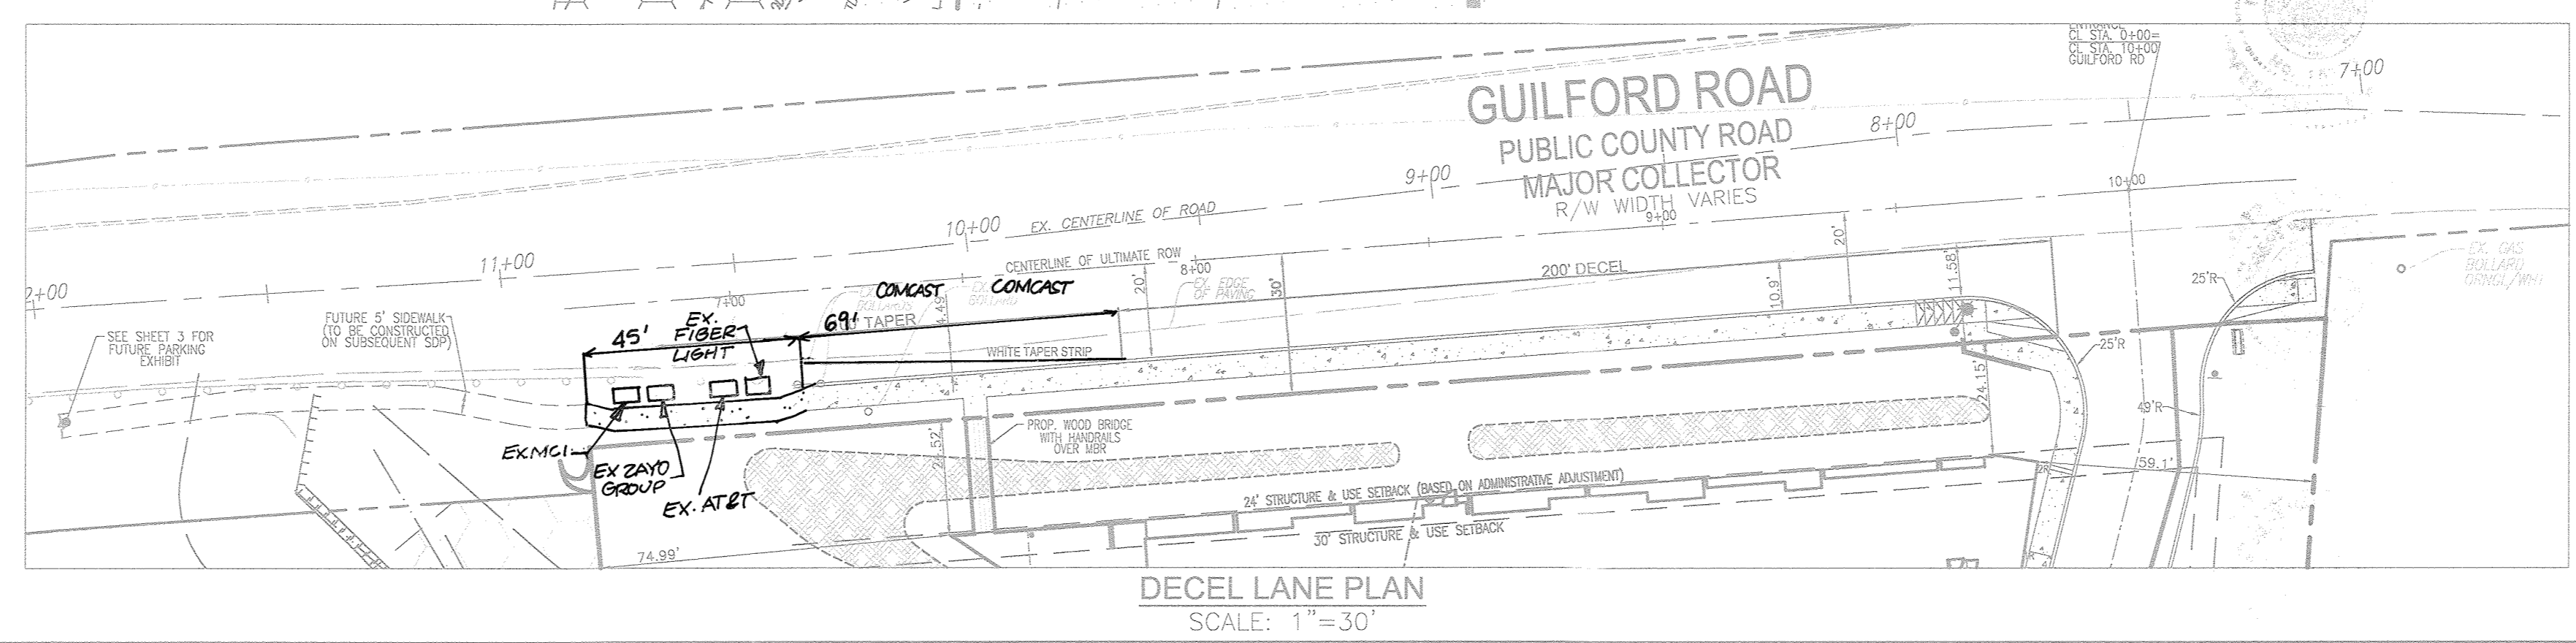 ENTRANCE
CL STA. 0+00=
CL STA. 10+00
GUILFORD RD
7+00
GUILFORD ROAD
PUBLIC COUNTY ROAD
MAJOR COLLECTOR
R/W WIDTH VARIES
8+00
9+00
10+00
EX. CENTERLINE OF ROAD
11+00
10+00
9+00
CENTERLINE OF ULTIMATE ROW
8+00
7+00
200' DECEL
20'
30'
20'
10.9'
11.58'
EX. EDGE
OF PAVING
EX. GAS
BOLLARD
ORNGL/WHT
25'R
SEE SHEET 3 FOR
FUTURE PARKING
EXHIBIT
FUTURE 5' SIDEWALK
(TO BE CONSTRUCTED
ON SUBSEQUENT SDP)
45'
EX.
FIBER
LIGHT
69'
TAPER
COMCAST
COMCAST
BOLLARDS
BOLLARD
WHITE TAPER STRIP
25'R
24.15'
49'R
EX.MCI
EX ZAYO
GROUP
EX. AT&T
PROP. WOOD BRIDGE
WITH HANDRAILS
OVER MBR
59.1'
24' STRUCTURE & USE SETBACK (BASED ON ADMINISTRATIVE ADJUSTMENT)
30' STRUCTURE & USE SETBACK
74.99'
DECEL LANE PLAN
SCALE: 1"=30'